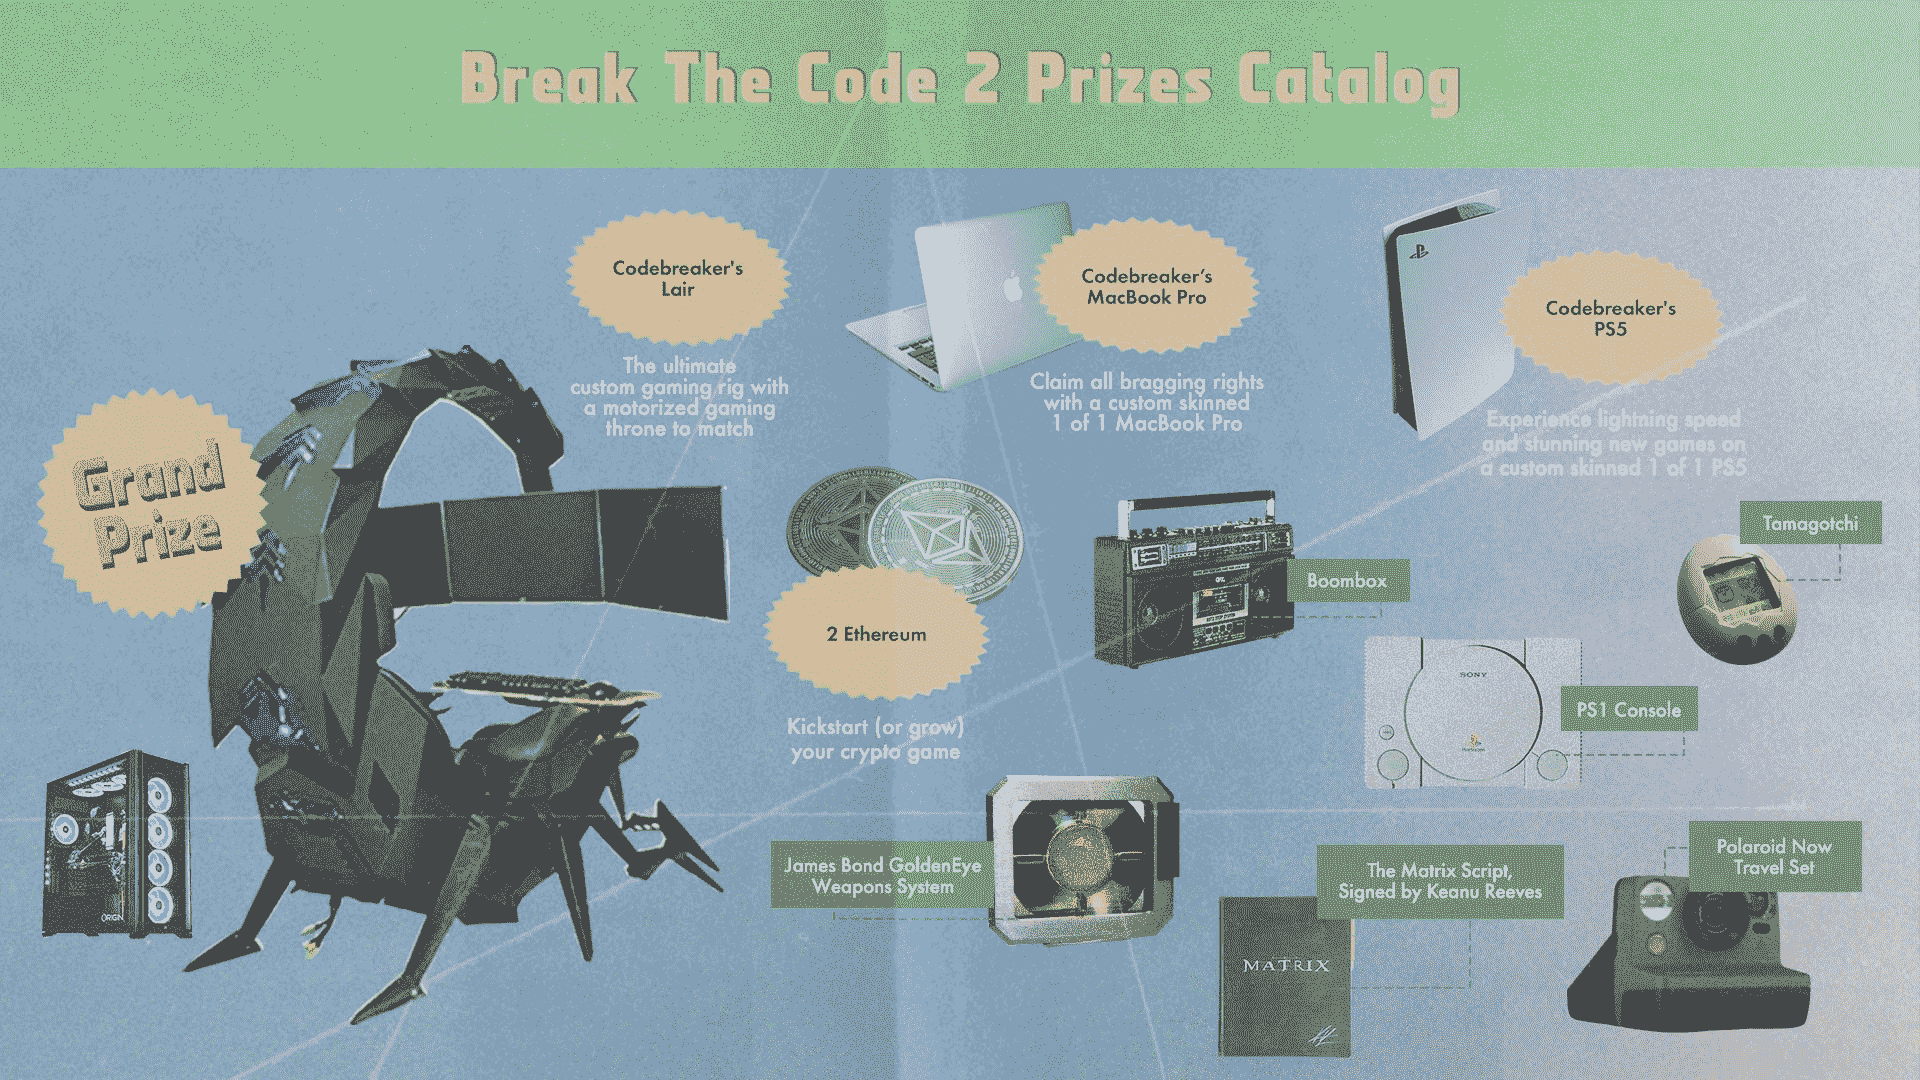 Break The Code 2 Prizes Catalog
Grand
Prize
Codebreaker's
Lair
The ultimate
custom gaming rig with
a motorized gaming
throne to match
Codebreaker's
MacBook Pro
Claim all bragging rights
with a custom skinned
1 of 1 MacBook Pro
Codebreaker's
PS5
Experience lightning speed
and stunning new games on
a custom skinned 1 of 1 PS5
2 Ethereum
Kickstart (or grow)
your crypto game
Boombox
Tamagotchi
SONY
PS1 Console
James Bond GoldenEye
Weapons System
The Matrix Script,
Signed by Keanu Reeves
MATRIX
Polaroid Now
Travel Set